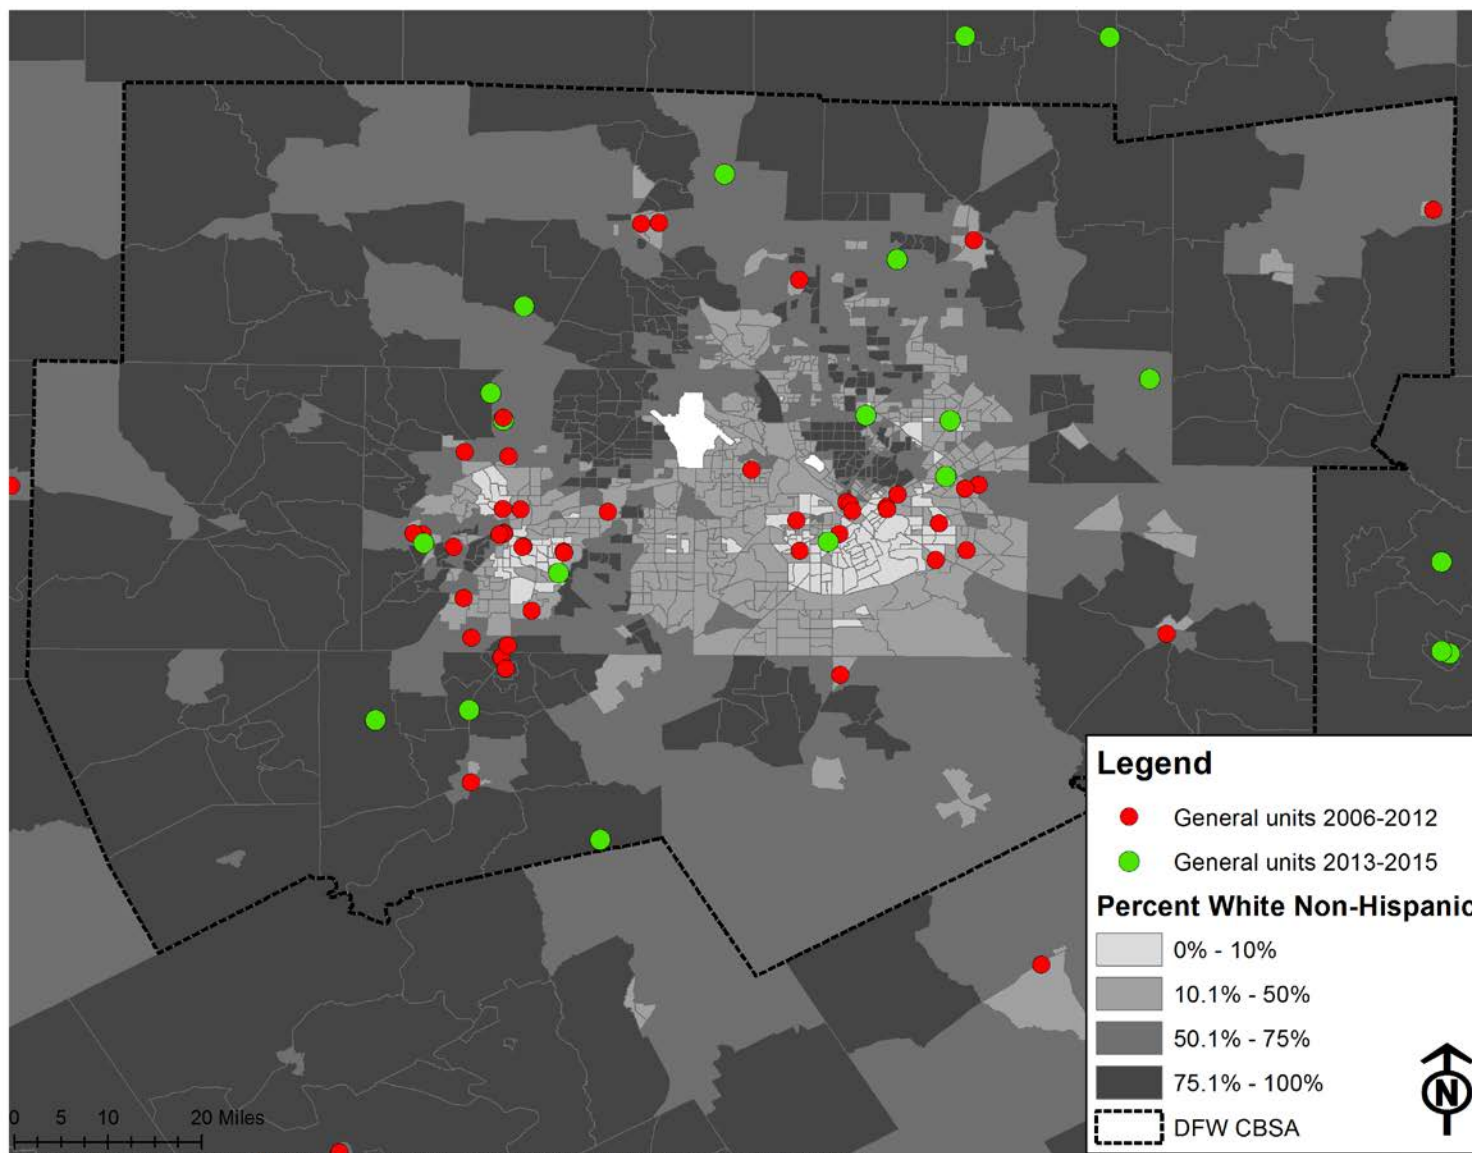 Legend
General units 2006-2012
General units 2013-2015
Percent White Non-Hispanic
0% - 10%
10.1% - 50%
50.1% - 75%
75.1% - 100%
DFW CBSA
N
0 5 10 20 Miles